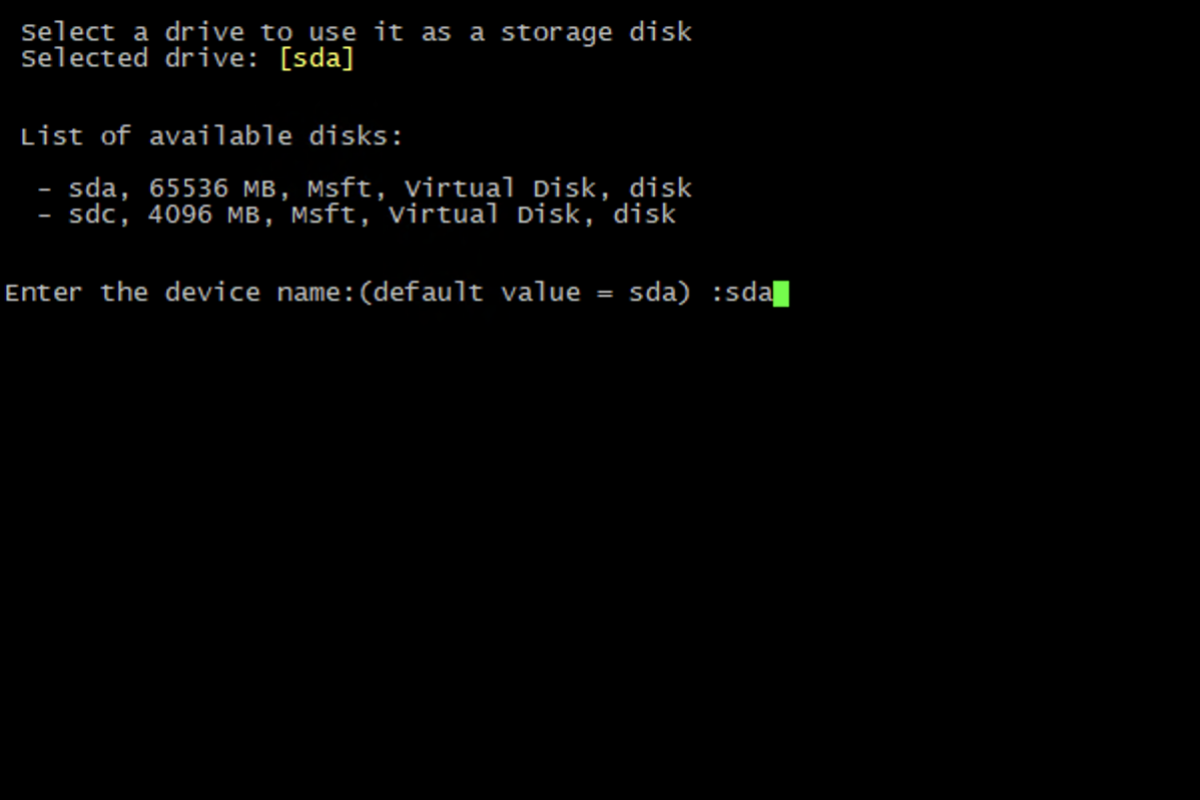 Select a drive to use it as a storage disk
Selected drive: [sda]
List of available disks:
- sda, 65536 MB, Msft, Virtual Disk, disk
- sdc, 4096 MB, Msft, Virtual Disk, disk
Enter the device name:(default value = sda) :sda